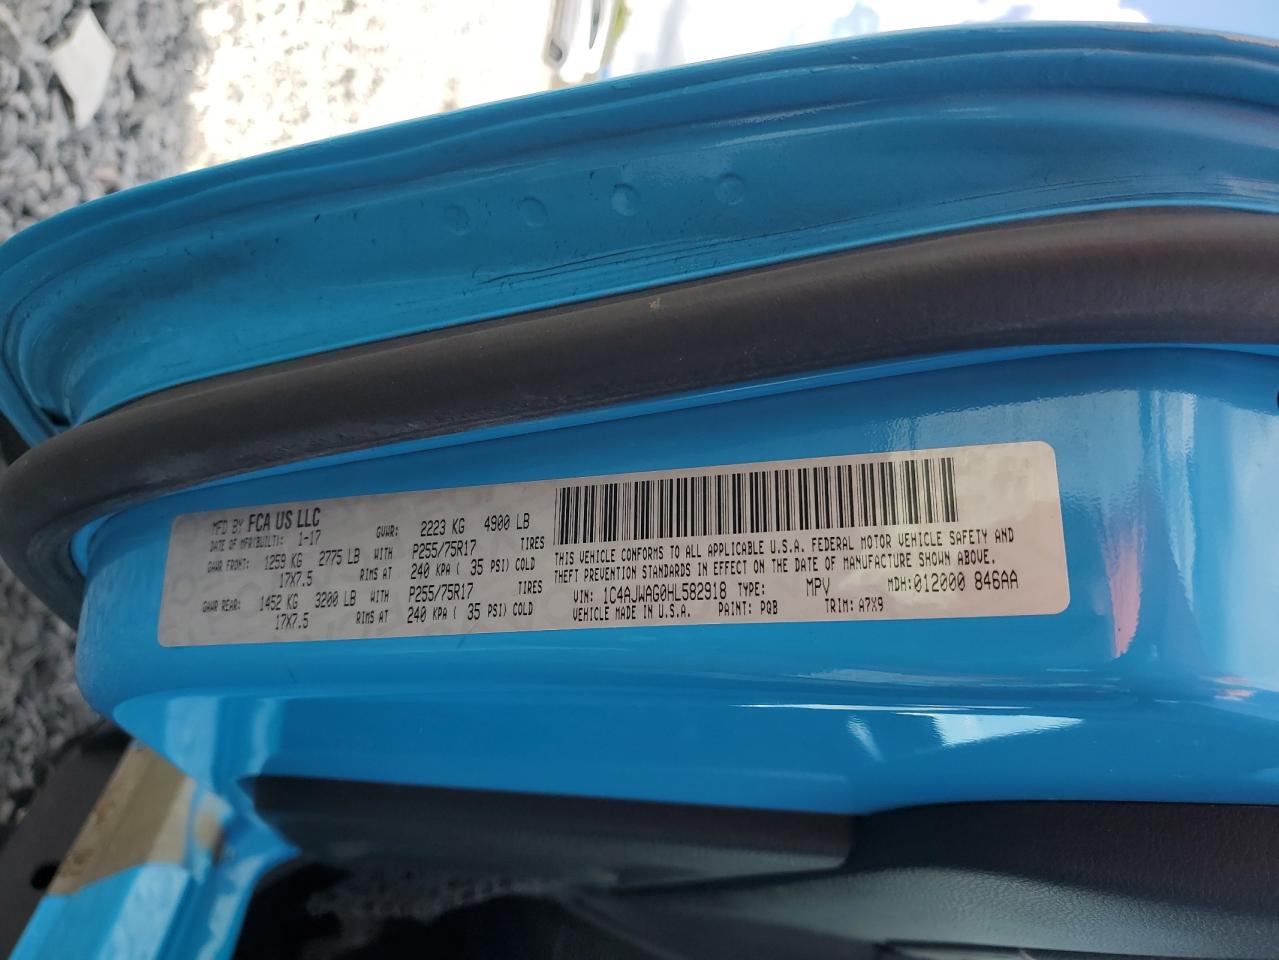 MFD BY FCA US LLC
DATE OF MFR(BUILT): 1-17 GVWR: 2223 KG 4900 LB
GAWR FRONT: 1259 KG 2775 LB WITH P255/75R17 TIRES
17X7.5 RIMS AT 240 KPA ( 35 PSI) COLD
GAWR REAR: 1452 KG 3200 LB WITH P255/75R17 TIRES
17X7.5 RIMS AT 240 KPA ( 35 PSI) COLD
THIS VEHICLE CONFORMS TO ALL APPLICABLE U.S.A. FEDERAL MOTOR VEHICLE SAFETY AND
THEFT PREVENTION STANDARDS IN EFFECT ON THE DATE OF MANUFACTURE SHOWN ABOVE.
VIN: 1C4AJWAG0HL582918 TYPE: MPV MDH:012000 846AA
VEHICLE MADE IN U.S.A. PAINT: PQB TRIM: A7X9